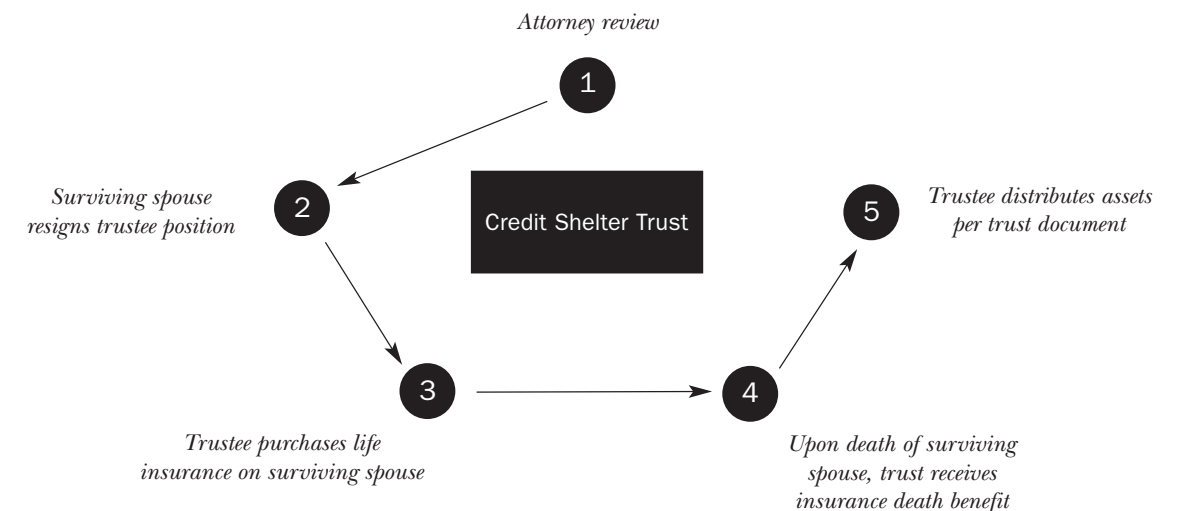 Attorney review
1
Surviving spouse
resigns trustee position
2
Credit Shelter Trust
5
Trustee distributes assets
per trust document
3
4
Trustee purchases life
insurance on surviving spouse
Upon death of surviving
spouse, trust receives
insurance death benefit